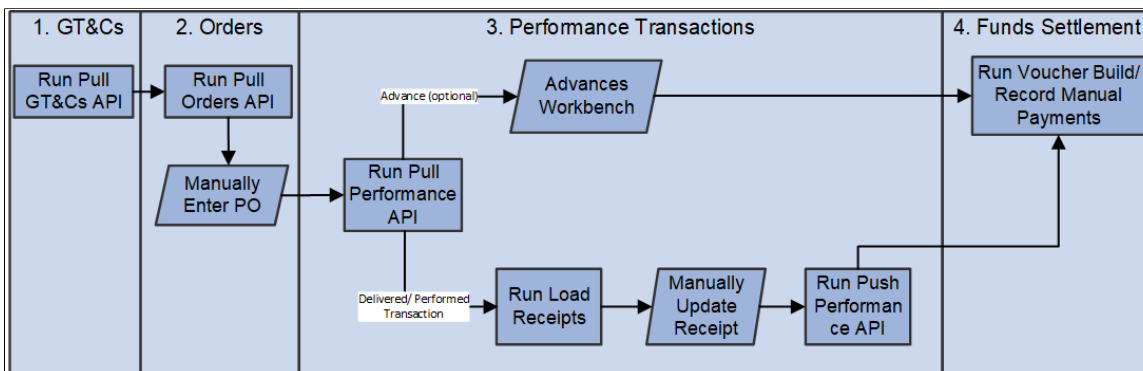 1. GT&Cs
2. Orders
3. Performance Transactions
4. Funds Settlement
Run Pull
GT&Cs API
Run Pull
Orders API
Manually
Enter PO
Run Pull
Performance
API
Advance (optional)
Advances
Workbench
Delivered/ Performed
Transaction
Run Load
Receipts
Manually
Update
Receipt
Run Push
Performan
ce API
Run Voucher Build/
Record Manual
Payments